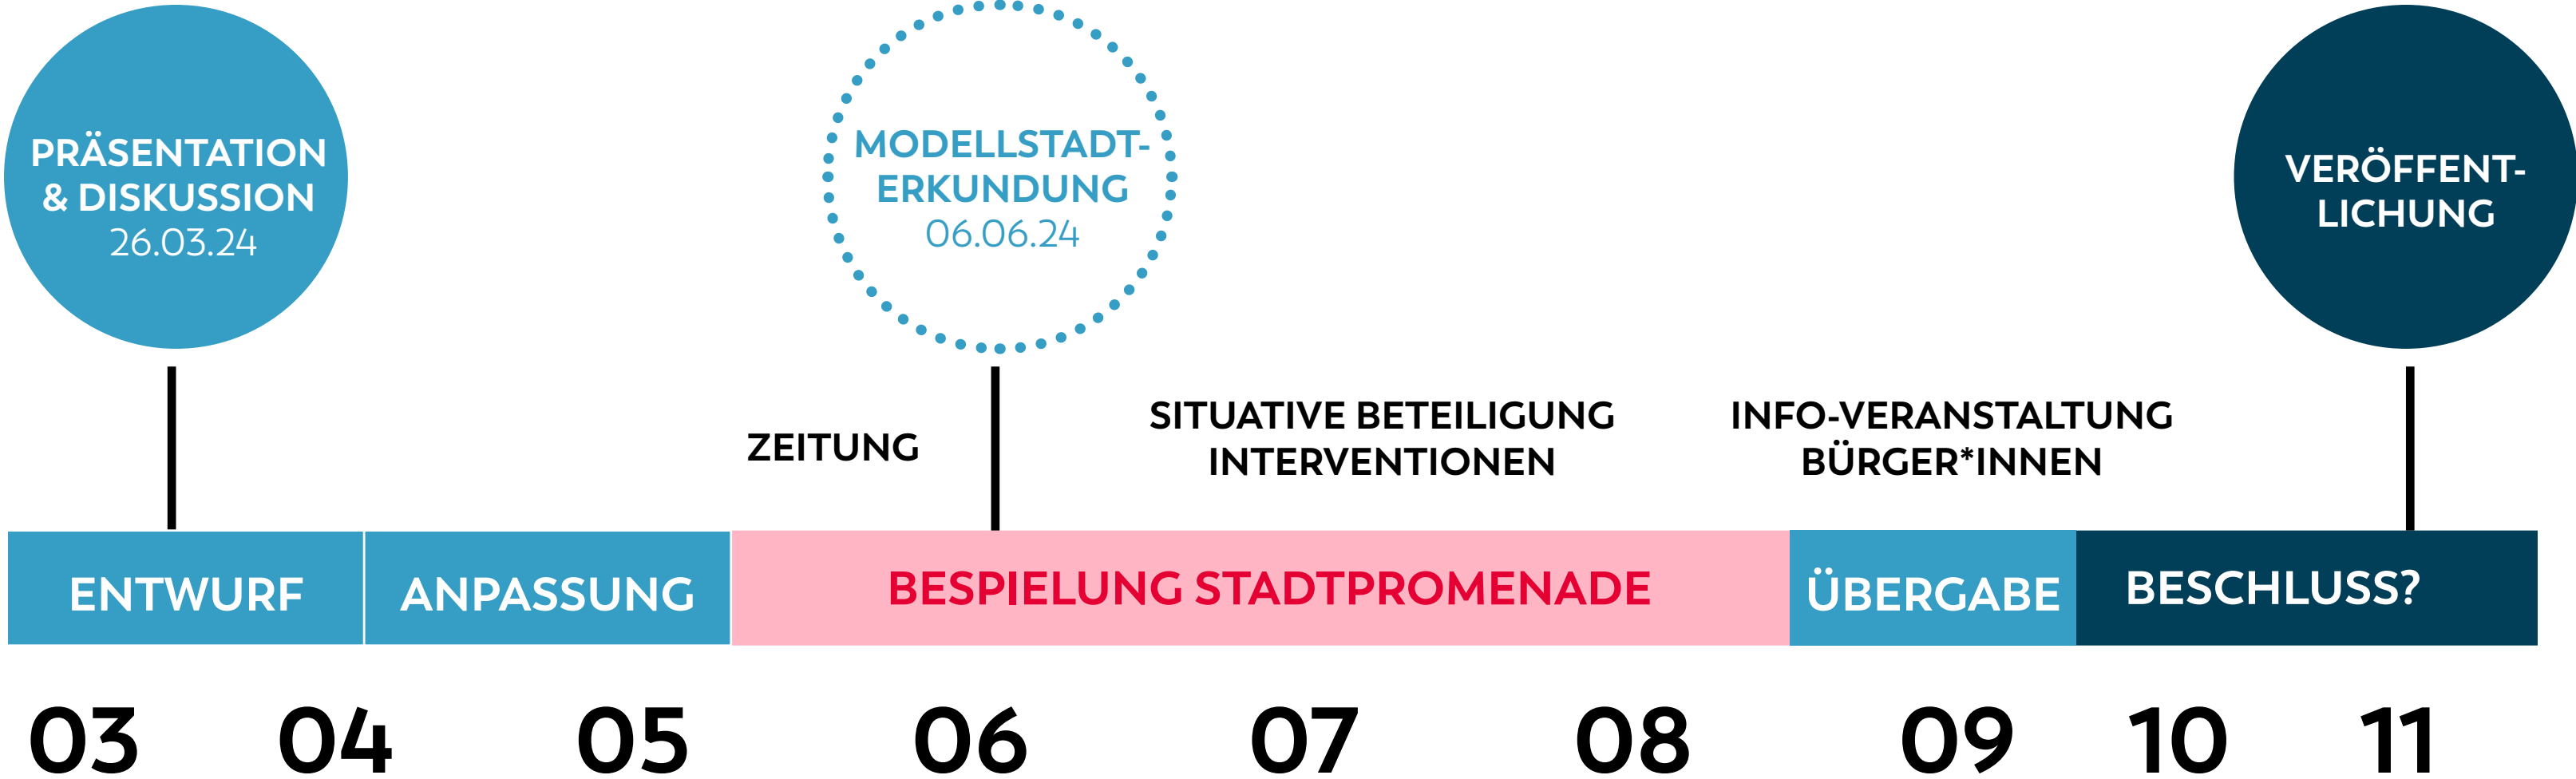 PRÄSENTATION
& DISKUSSION
26.03.24
MODELLSTADT-
ERKUNDUNG
06.06.24
VERÖFFENT-
LICHUNG
ZEITUNG
SITUATIVE BETEILIGUNG
INTERVENTIONEN
INFO-VERANSTALTUNG
BÜRGER*INNEN
ENTWURF
ANPASSUNG
BESPIELUNG STADTPROMENADE
ÜBERGABE
BESCHLUSS?
03 04 05 06 07 08 09 10 11